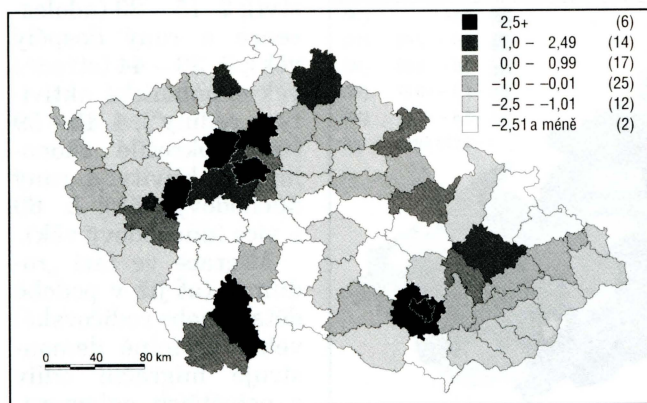 2,5+ (6)
1,0 – 2,49 (14)
0,0 – 0,99 (17)
–1,0 – –0,01 (25)
–2,5 – –1,01 (12)
–2,51 a méně (2)
0 40 80 km